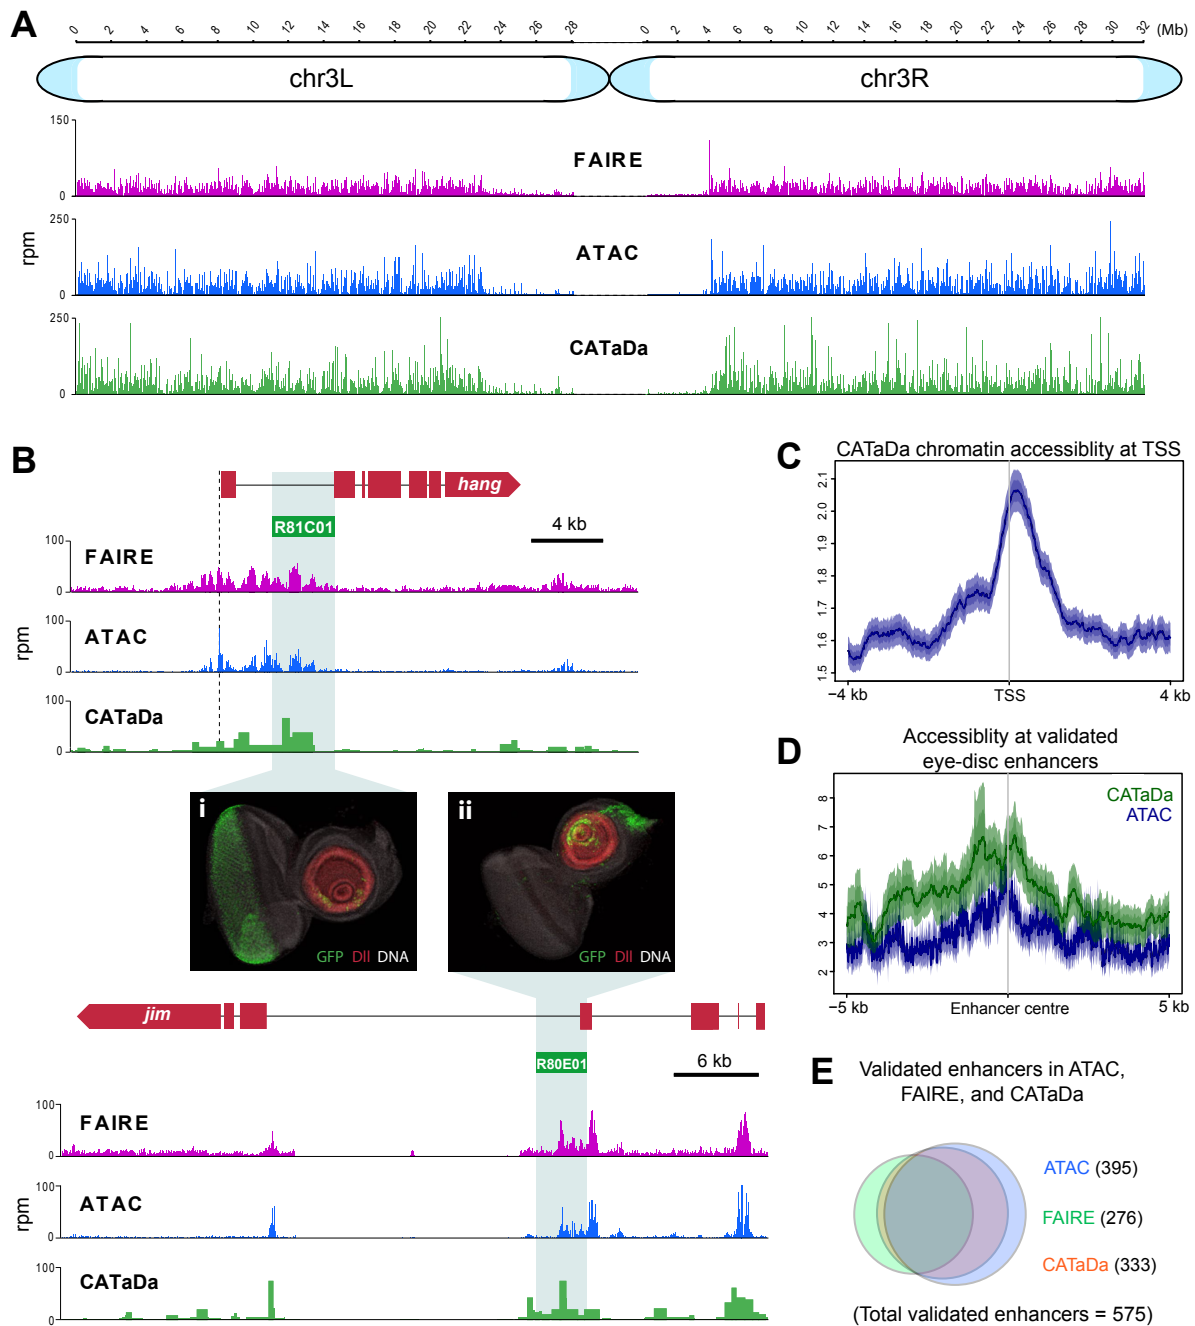 A
0 2 4 6 8 10 12 14 16 18 20 22 24 26 28 0 2 4 6 8 10 12 14 16 18 20 22 24 26 28 30 32 (Mb)
chr3L chr3R
150
FAIRE
0
250
ATAC
rpm
0
250
CATaDa
0
B
hang
R81C01
4 kb
100
FAIRE
0
100
ATAC
rpm
0
100
CATaDa
0
i
GFP Dll DNA
ii
GFP Dll DNA
jim
R80E01
6 kb
100
FAIRE
0
100
ATAC
rpm
0
100
CATaDa
0
C
CATaDa chromatin accessiblity at TSS
2.1
2.0
1.9
1.8
1.7
1.6
1.5
−4 kb TSS 4 kb
D
Accessiblity at validated
eye-disc enhancers
CATaDa
ATAC
8
7
6
5
4
3
2
−5 kb Enhancer centre 5 kb
E
Validated enhancers in ATAC,
FAIRE, and CATaDa
ATAC (395)
FAIRE (276)
CATaDa (333)
(Total validated enhancers = 575)